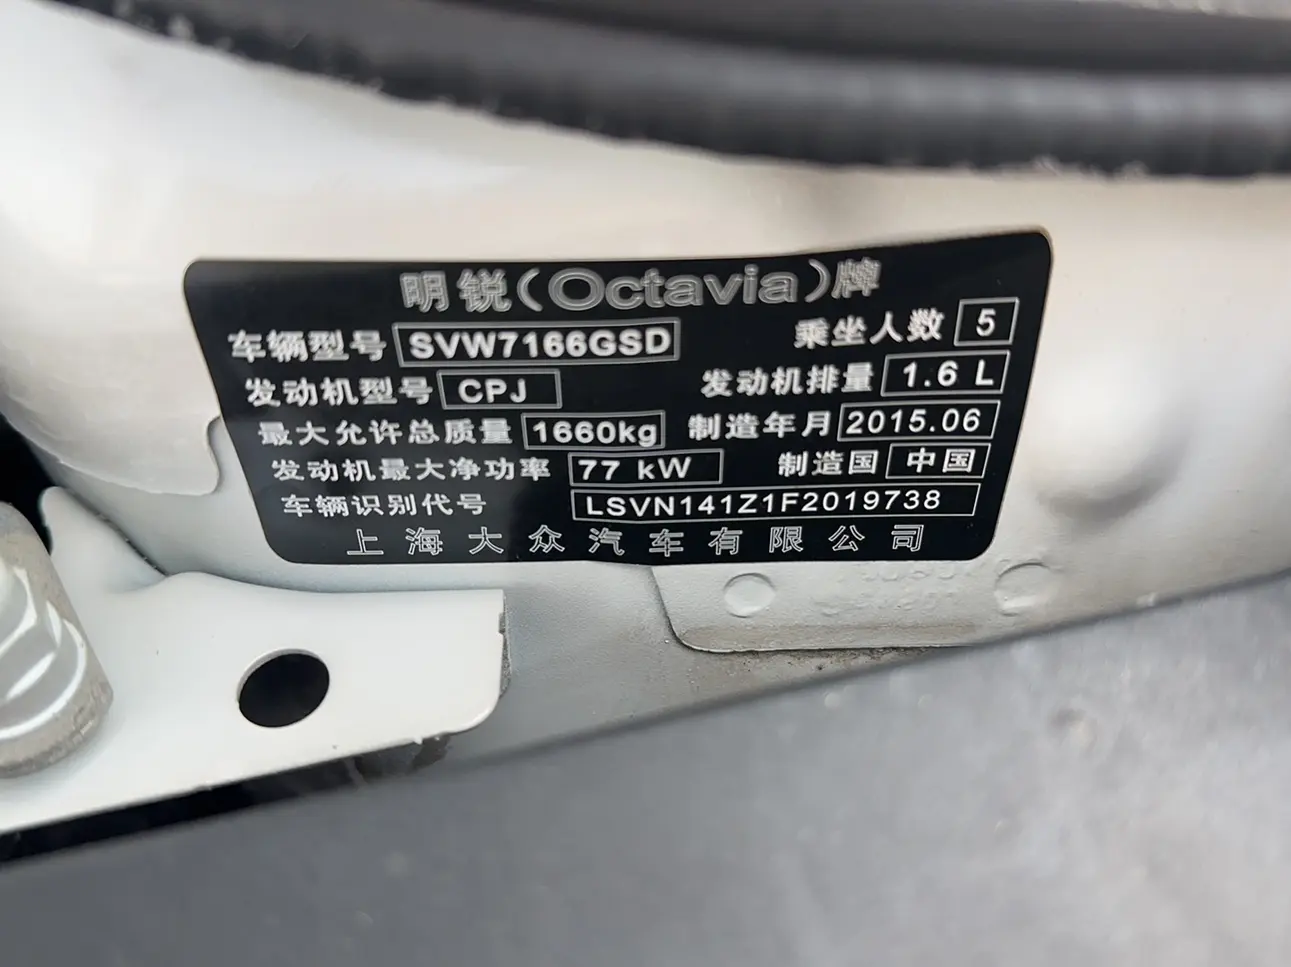 明锐(Octavia)牌
车辆型号 SVW7166GSD 乘坐人数 5
发动机型号 CPJ 发动机排量 1.6 L
最大允许总质量 1660kg 制造年月 2015.06
发动机最大净功率 77 kW 制造国 中国
车辆识别代号 LSVN141Z1F2019738
上海大众汽车有限公司